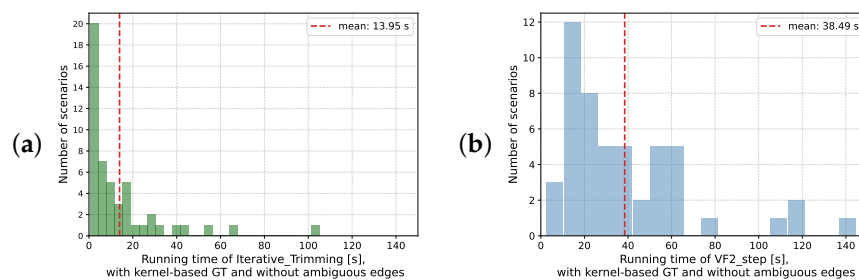 (a)
Number of scenarios
20
18
16
14
12
10
8
6
4
2
0
mean: 13.95 s
0 20 40 60 80 100 120 140
Running time of Iterative_Trimming [s],
with kernel-based GT and without ambiguous edges
(b)
Number of scenarios
12
10
8
6
4
2
0
mean: 38.49 s
0 20 40 60 80 100 120 140
Running time of VF2_step [s],
with kernel-based GT and without ambiguous edges